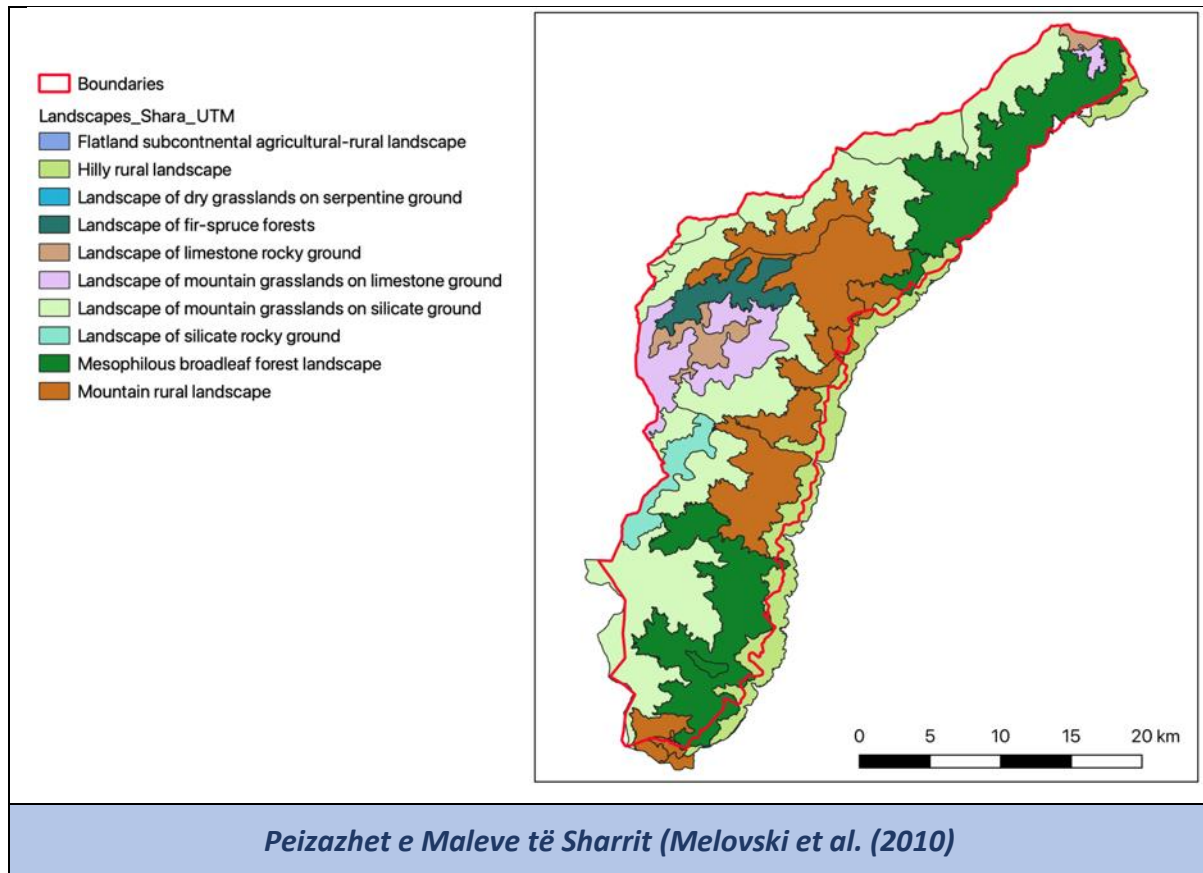 Boundaries
Landscapes_Shara_UTM
Flatland subcontnental agricultural-rural landscape
Hilly rural landscape
Landscape of dry grasslands on serpentine ground
Landscape of fir-spruce forests
Landscape of limestone rocky ground
Landscape of mountain grasslands on limestone ground
Landscape of mountain grasslands on silicate ground
Landscape of silicate rocky ground
Mesophilous broadleaf forest landscape
Mountain rural landscape
0 5 10 15 20 km
Peizazhet e Maleve të Sharrit (Melovski et al. (2010)